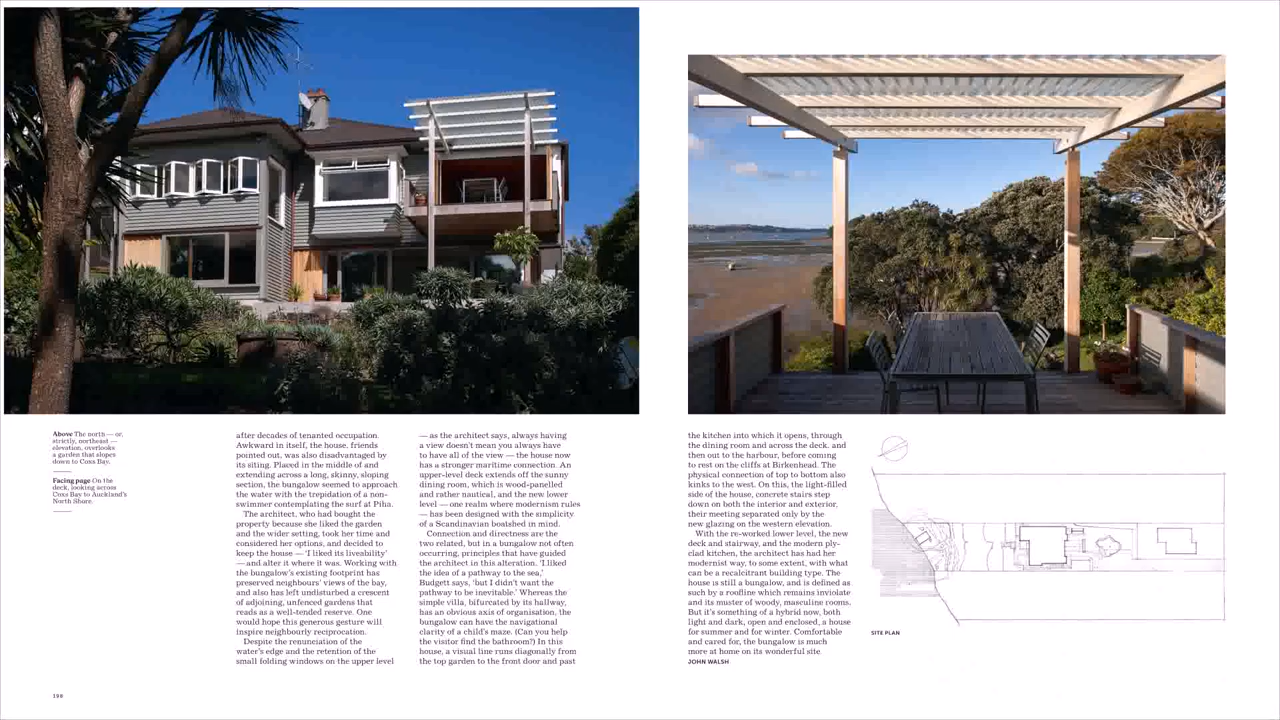 Above The north — or,
strictly, northeast —
elevation, overlooks
a garden that slopes
down to Coxs Bay.
Facing page On the
deck, looking across
Coxs Bay to Auckland's
North Shore.
after decades of tenanted occupation.
Awkward in itself, the house, friends
pointed out, was also disadvantaged by
its siting. Placed in the middle of and
extending across a long, skinny, sloping
section, the bungalow seemed to approach
the water with the trepidation of a non-
swimmer contemplating the surf at Piha.
The architect, who had bought the
property because she liked the garden
and the wider setting, took her time and
considered her options, and decided to
keep the house — ‘I liked its liveability’
— and alter it where it was. Working with
the bungalow's existing footprint has
preserved neighbours' views of the bay,
and also has left undisturbed a crescent
of adjoining, unfenced gardens that
reads as a well-tended reserve. One
would hope this generous gesture will
inspire neighbourly reciprocation.
Despite the renunciation of the
water's edge and the retention of the
small folding windows on the upper level
— as the architect says, always having
a view doesn't mean you always have
to have all of the view — the house now
has a stronger maritime connection. An
upper-level deck extends off the sunny
dining room, which is wood-panelled
and rather nautical, and the new lower
level — one realm where modernism rules
— has been designed with the simplicity
of a Scandinavian boatshed in mind.
Connection and directness are the
two related, but in a bungalow not often
occurring, principles that have guided
the architect in this alteration. ‘I liked
the idea of a pathway to the sea,’
Budgett says, ‘but I didn't want the
pathway to be inevitable.’ Whereas the
simple villa, bifurcated by its hallway,
has an obvious axis of organisation, the
bungalow can have the navigational
clarity of a child's maze. (Can you help
the visitor find the bathroom?) In this
house, a visual line runs diagonally from
the top garden to the front door and past
the kitchen into which it opens, through
the dining room and across the deck, and
then out to the harbour, before coming
to rest on the cliffs at Birkenhead. The
physical connection of top to bottom also
kinks to the west. On this, the light-filled
side of the house, concrete stairs step
down on both the interior and exterior,
their meeting separated only by the
new glazing on the western elevation.
With the re-worked lower level, the new
deck and stairway, and the modern ply-
clad kitchen, the architect has had her
modernist way, to some extent, with what
can be a recalcitrant building type. The
house is still a bungalow, and is defined as
such by a roofline which remains inviolate
and its muster of woody, masculine rooms.
But it's something of a hybrid now, both
light and dark, open and enclosed, a house
for summer and for winter. Comfortable
and cared for, the bungalow is much
more at home on its wonderful site.
JOHN WALSH
SITE PLAN
190